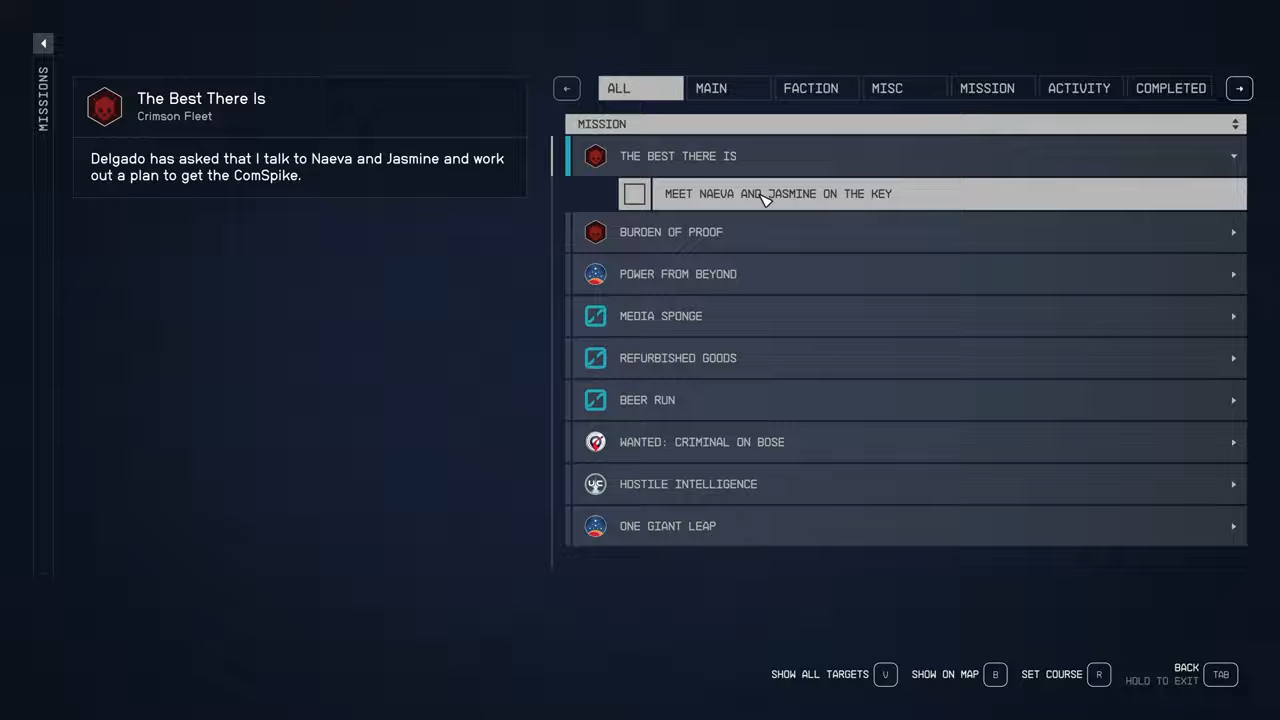 MISSIONS
The Best There Is
Crimson Fleet
Delgado has asked that I talk to Naeva and Jasmine and work
out a plan to get the ComSpike.
ALL
MAIN
FACTION
MISC
MISSION
ACTIVITY
COMPLETED
MISSION
THE BEST THERE IS
MEET NAEVA AND JASMINE ON THE KEY
BURDEN OF PROOF
POWER FROM BEYOND
MEDIA SPONGE
REFURBISHED GOODS
BEER RUN
WANTED: CRIMINAL ON BOSE
UC
HOSTILE INTELLIGENCE
ONE GIANT LEAP
SHOW ALL TARGETS V
SHOW ON MAP B
SET COURSE R
BACK
HOLD TO EXIT
TAB